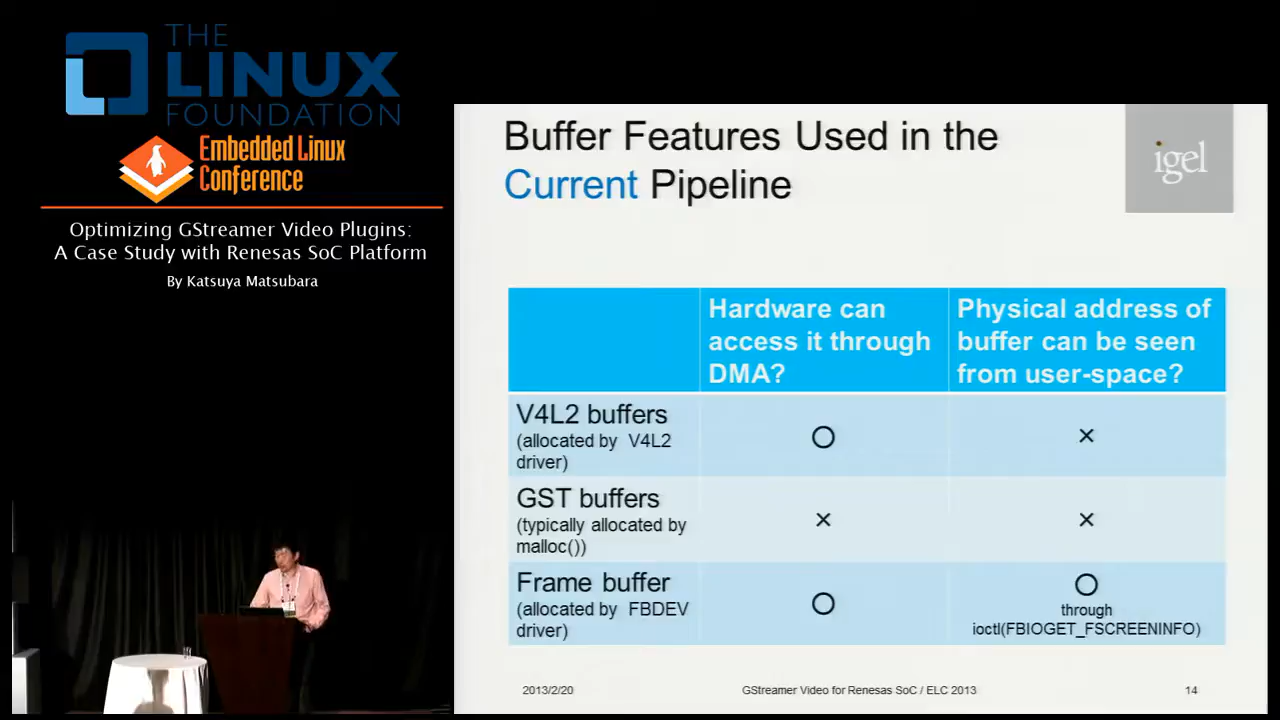 THE
LINUX
FOUNDATION
Embedded Linux
Conference
Optimizing GStreamer Video Plugins:
A Case Study with Renesas SoC Platform
By Katsuya Matsubara
Buffer Features Used in the
Current Pipeline
igel
Hardware can
access it through
DMA?
Physical address of
buffer can be seen
from user-space?
V4L2 buffers
(allocated by V4L2
driver)
○
×
GST buffers
(typically allocated by
malloc())
×
×
Frame buffer
(allocated by FBDEV
driver)
○
○
through
ioctl(FBIOGET_FSCREENINFO)
2013/2/20
GStreamer Video for Renesas SoC / ELC 2013
14